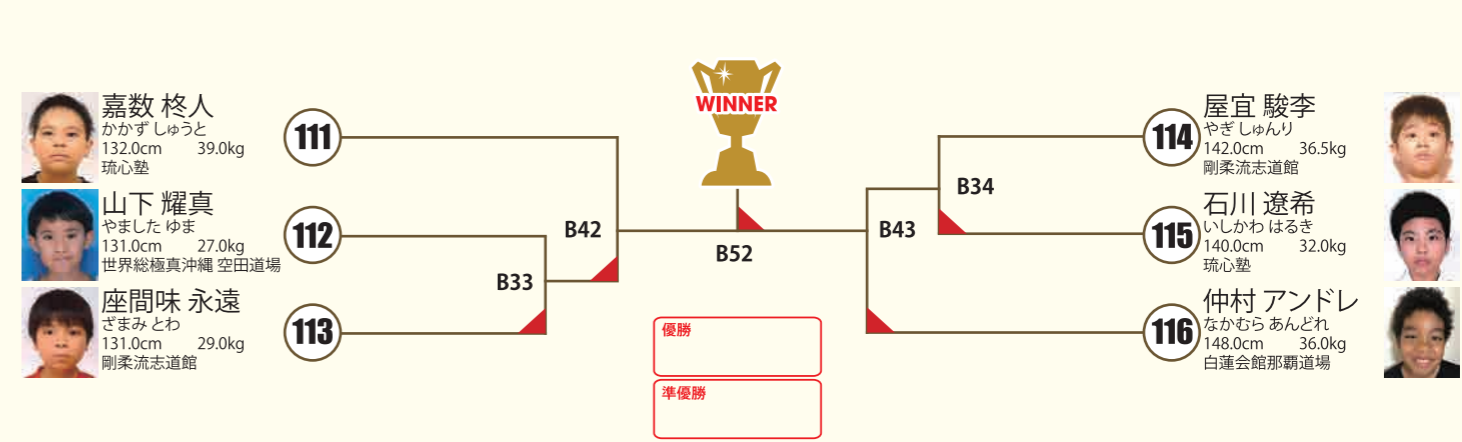 嘉数 柊人
かかず しゅうと
132.0cm 39.0kg
琉心塾
111
山下 耀真
やました ゆま
131.0cm 27.0kg
世界総極真沖縄 空田道場
112
座間味 永遠
ざまみ とわ
131.0cm 29.0kg
剛柔流志道館
113
B33
B42
WINNER
B52
優勝
準優勝
B43
B34
114
屋宜 駿李
やぎ しゅんり
142.0cm 36.5kg
剛柔流志道館
115
石川 遼希
いしかわ はるき
140.0cm 32.0kg
琉心塾
116
仲村 アンドレ
なかむら あんどれ
148.0cm 36.0kg
白蓮会館那覇道場